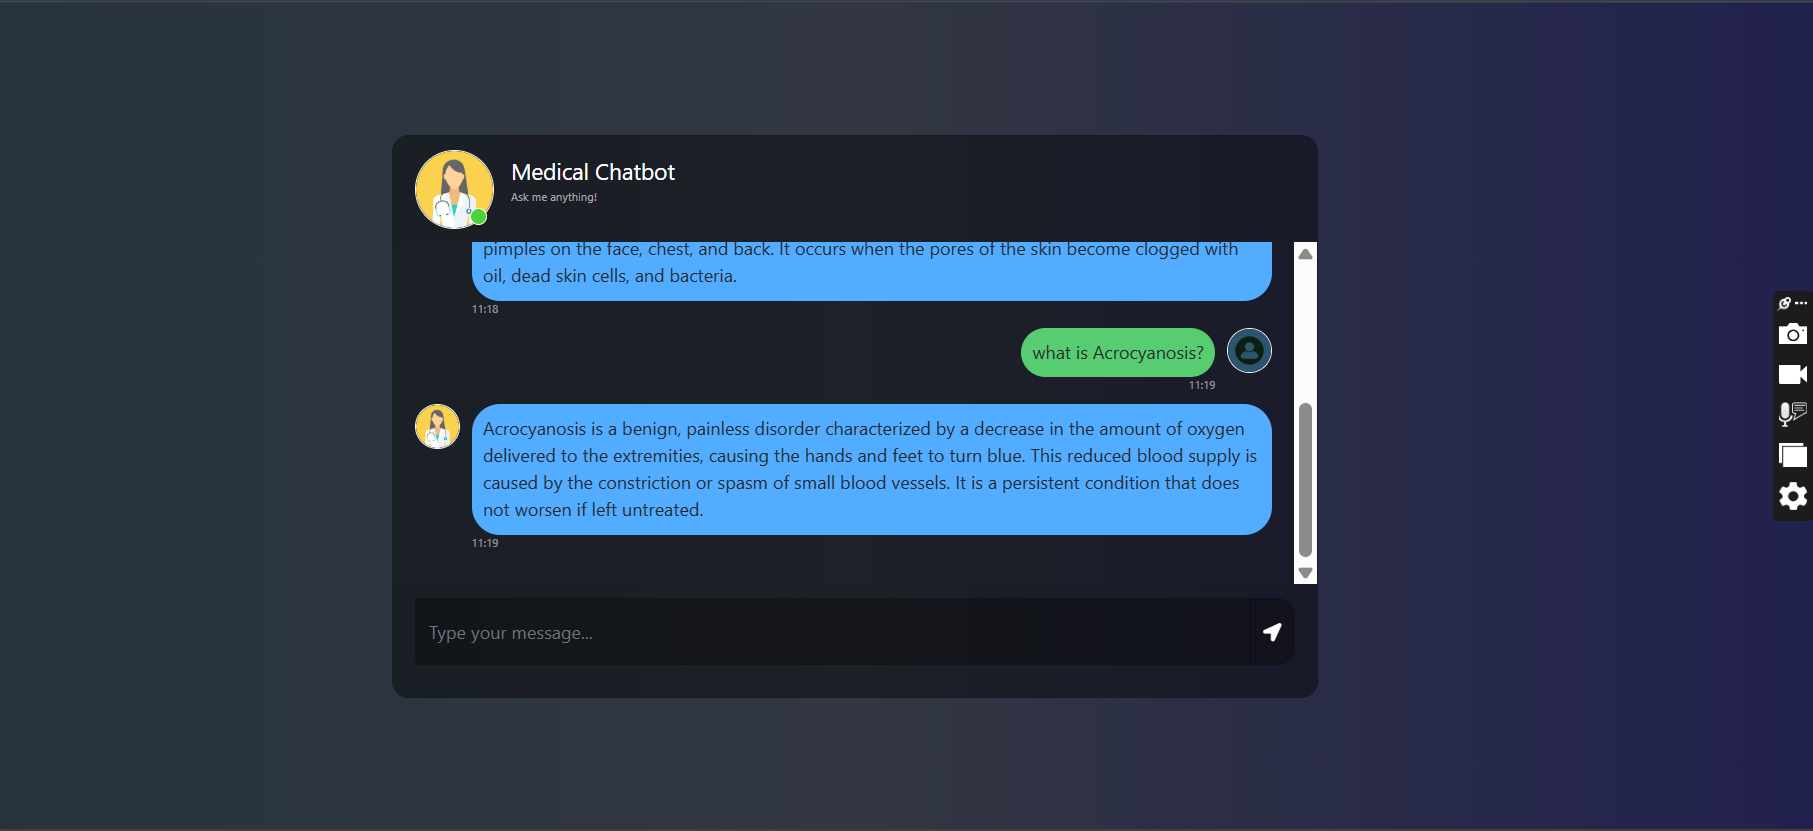 Medical Chatbot
Ask me anything!
pimples on the face, chest, and back. It occurs when the pores of the skin become clogged with
oil, dead skin cells, and bacteria.
11:18
what is Acrocyanosis?
11:19
Acrocyanosis is a benign, painless disorder characterized by a decrease in the amount of oxygen
delivered to the extremities, causing the hands and feet to turn blue. This reduced blood supply is
caused by the constriction or spasm of small blood vessels. It is a persistent condition that does
not worsen if left untreated.
11:19
Type your message...